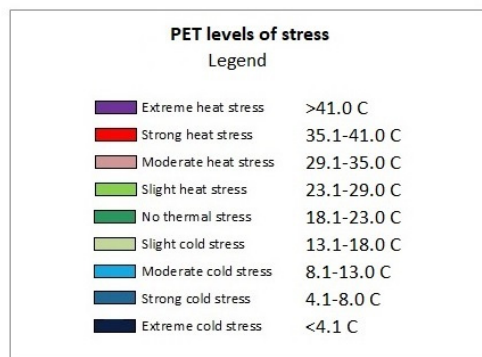 PET levels of stress
Legend
Extreme heat stress >41.0 C
Strong heat stress 35.1-41.0 C
Moderate heat stress 29.1-35.0 C
Slight heat stress 23.1-29.0 C
No thermal stress 18.1-23.0 C
Slight cold stress 13.1-18.0 C
Moderate cold stress 8.1-13.0 C
Strong cold stress 4.1-8.0 C
Extreme cold stress <4.1 C